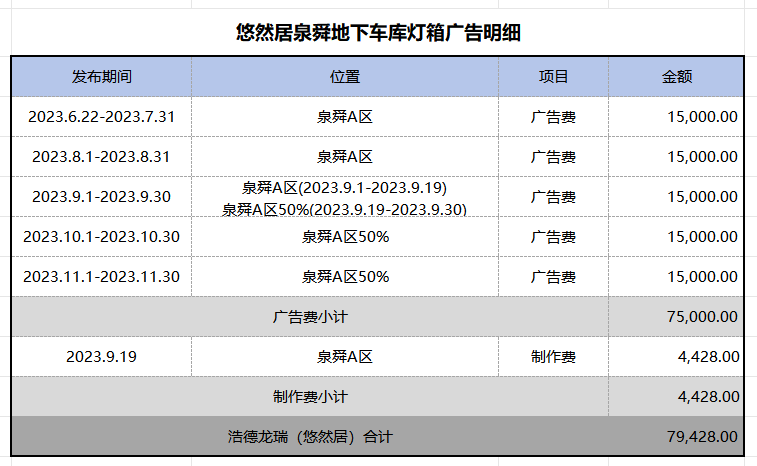 悠然居泉舜地下车库灯箱广告明细
发布期间 位置 项目 金额
2023.6.22-2023.7.31 泉舜A区 广告费 15,000.00
2023.8.1-2023.8.31 泉舜A区 广告费 15,000.00
2023.9.1-2023.9.30 泉舜A区(2023.9.1-2023.9.19) 广告费 15,000.00
泉舜A区50%(2023.9.19-2023.9.30)
2023.10.1-2023.10.30 泉舜A区50% 广告费 15,000.00
2023.11.1-2023.11.30 泉舜A区50% 广告费 15,000.00
广告费小计 75,000.00
2023.9.19 泉舜A区 制作费 4,428.00
制作费小计 4,428.00
浩德龙瑞（悠然居）合计 79,428.00